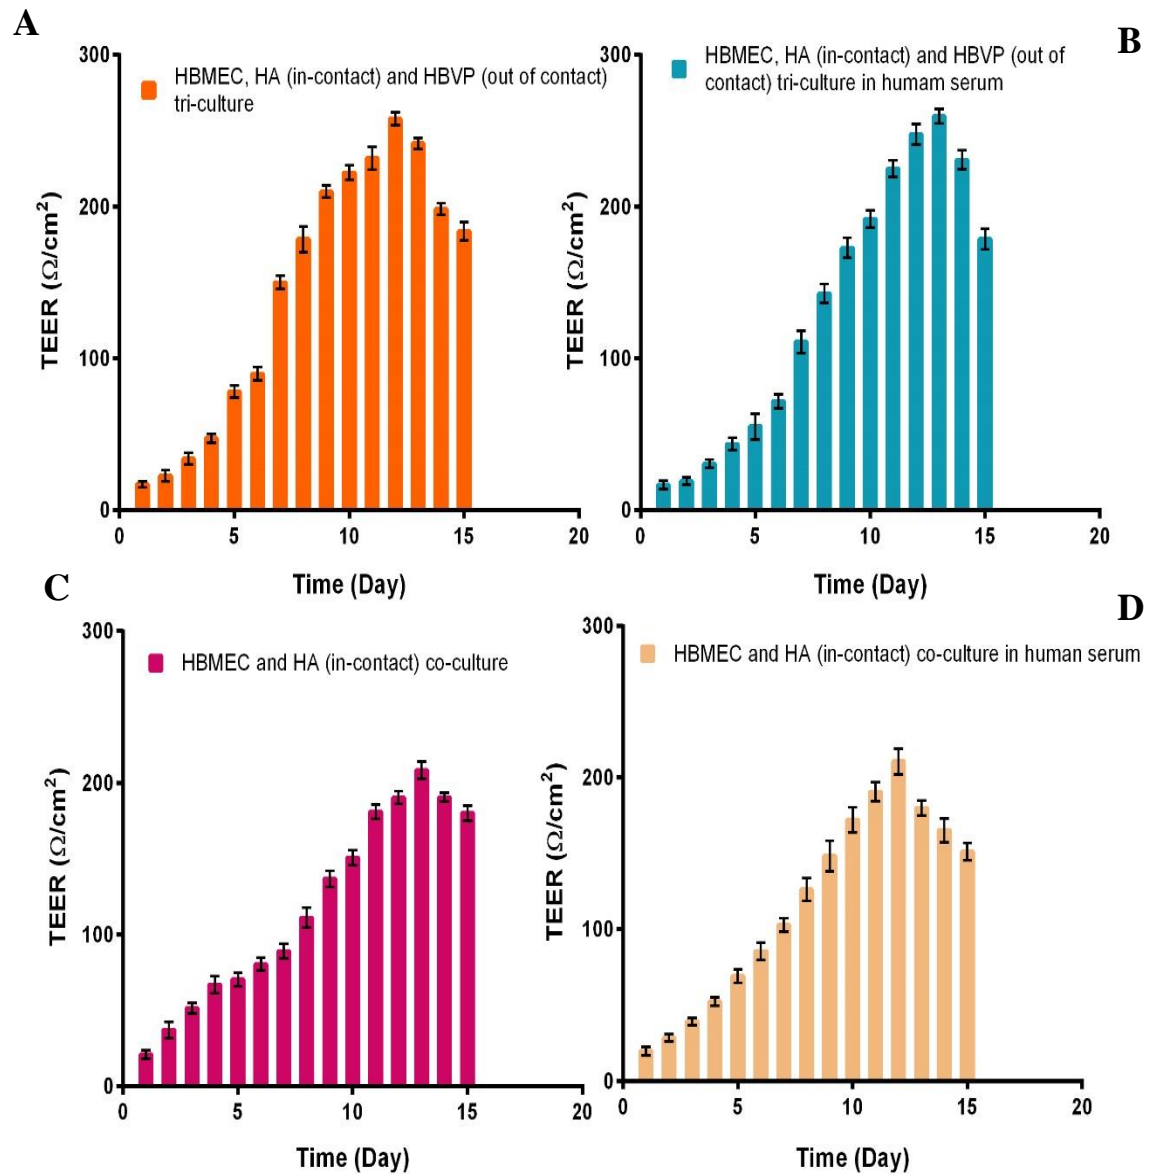 A
300
200
100
0
0
5
10
15
20
TEER (Ω/cm²)
Time (Day)
HBMEC, HA (in-contact) and HBVP (out of contact)
tri-culture
B
300
200
100
0
0
5
10
15
20
TEER (Ω/cm²)
Time (Day)
HBMEC, HA (in-contact) and HBVP (out of
contact) tri-culture in humam serum
C
300
200
100
0
0
5
10
15
20
TEER (Ω/cm²)
Time (Day)
HBMEC and HA (in-contact) co-culture
D
300
200
100
0
0
5
10
15
20
TEER (Ω/cm²)
Time (Day)
HBMEC and HA (in-contact) co-culture in human serum